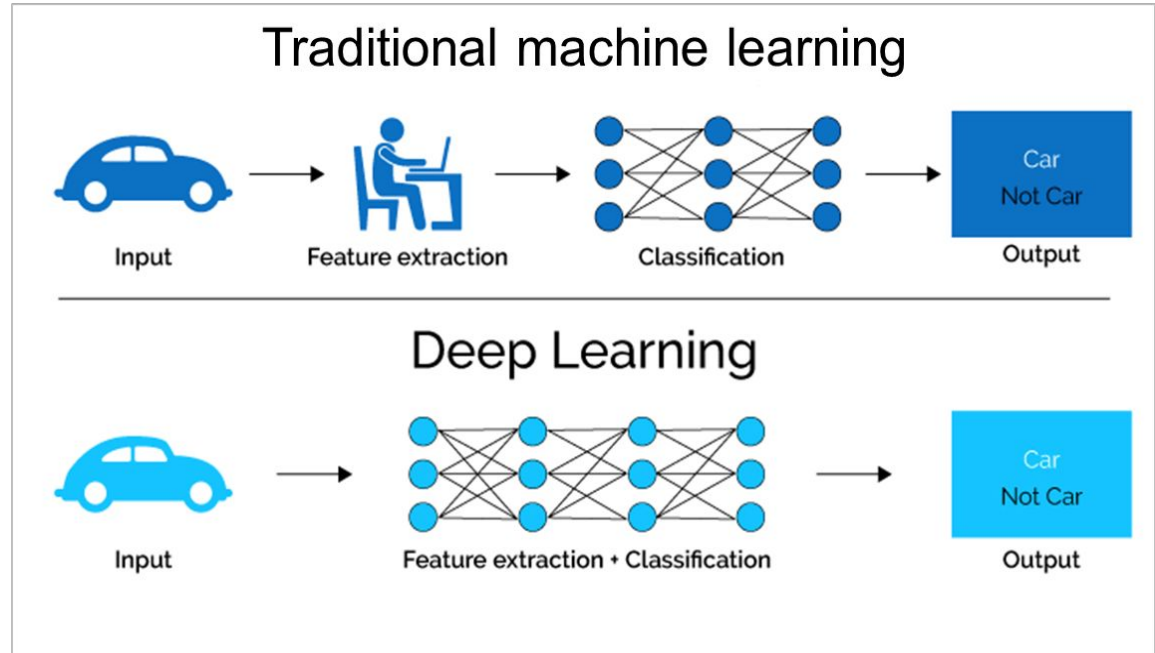 Traditional machine learning
Car
Not Car
Input
Feature extraction
Classification
Output
Deep Learning
Car
Not Car
Input
Feature extraction + Classification
Output